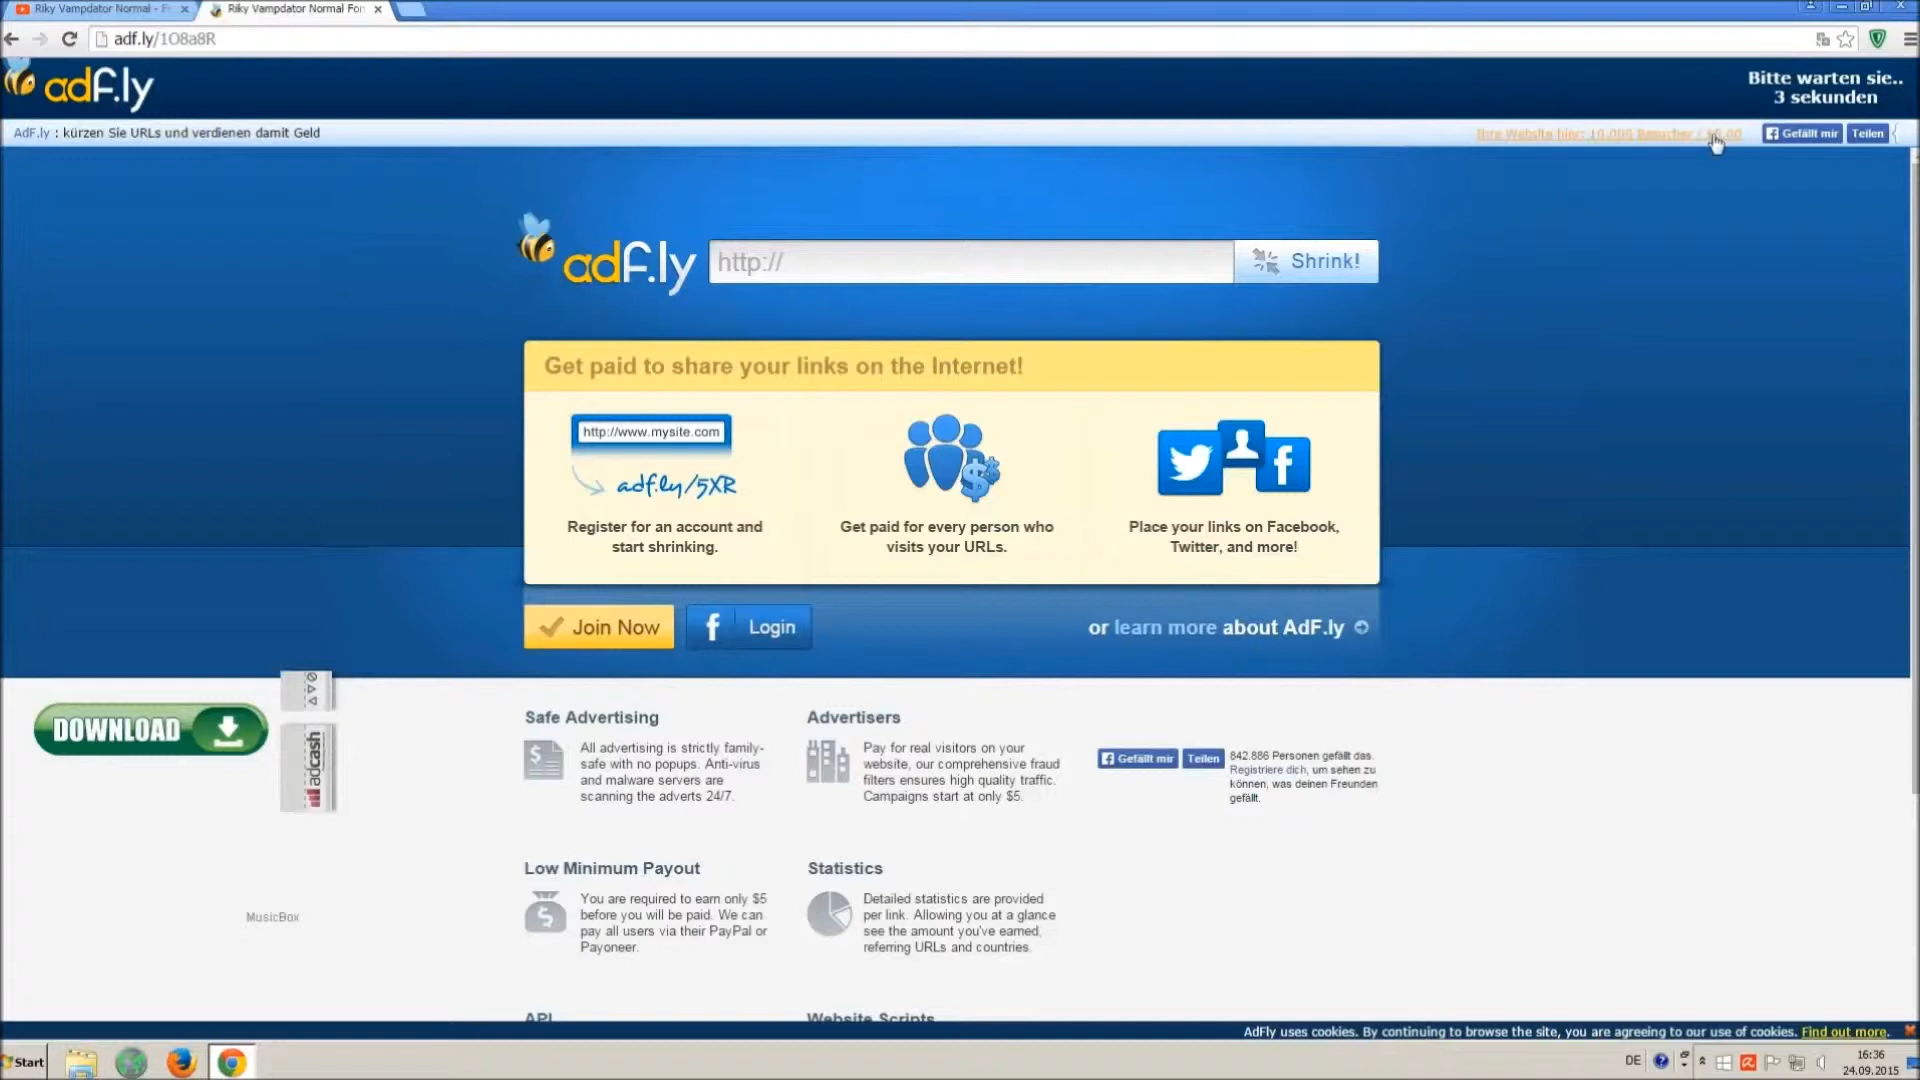 Riky Vampdator Normal - F
Riky Vampdator Normal For
adf.ly/1O8a8R
adf.ly
Bitte warten sie..
3 sekunden
AdF.ly : kürzen Sie URLs und verdienen damit Geld
Ihre Website hier: 10.000 Besucher /
Gefällt mir
Teilen
adf.ly
http://
Shrink!
Get paid to share your links on the Internet!
http://www.mysite.com
adf.ly/5XR
Register for an account and
start shrinking.
Get paid for every person who
visits your URLs.
Place your links on Facebook,
Twitter, and more!
Join Now
Login
or learn more about AdF.ly
DOWNLOAD
adcash
Safe Advertising
All advertising is strictly family-
safe with no popups. Anti-virus
and malware servers are
scanning the adverts 24/7.
Advertisers
Pay for real visitors on your
website, our comprehensive fraud
filters ensures high quality traffic.
Campaigns start at only $5.
Gefällt mir
Teilen
842.886 Personen gefällt das.
Registriere dich, um sehen zu
können, was deinen Freunden
gefällt.
Low Minimum Payout
You are required to earn only $5
before you will be paid. We can
pay all users via their PayPal or
Payoneer.
Statistics
Detailed statistics are provided
per link. Allowing you at a glance
see the amount you've earned,
referring URLs and countries.
MusicBox
API
Website Scripts
AdFly uses cookies. By continuing to browse the site, you are agreeing to our use of cookies. Find out more.
Start
DE
16:36
24.09.2015